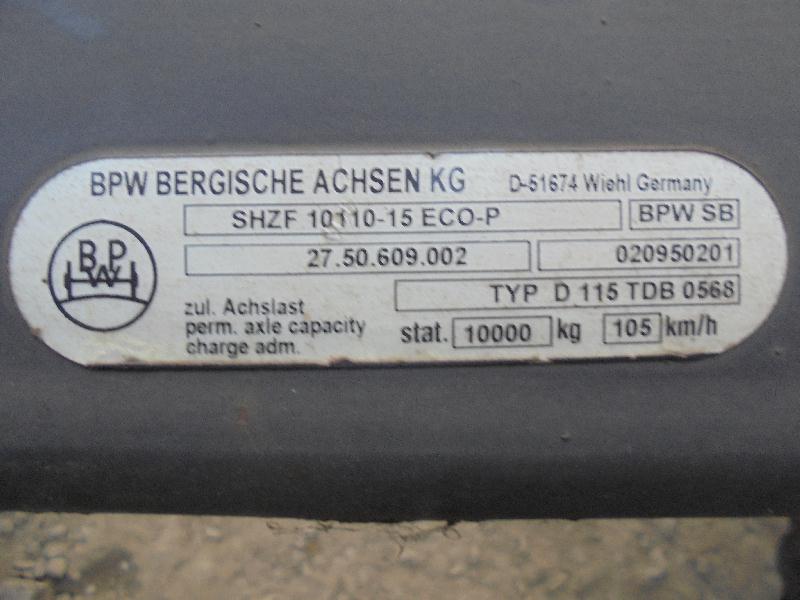 BPW BERGISCHE ACHSEN KG D-51674 Wiehl Germany
SHZF 10110-15 ECO-P BPW SB
27.50.609.002 020950201
TYP D 115 TDB 0568
zul. Achslast
perm. axle capacity stat. 10000 kg 105 km/h
charge adm.
BPW